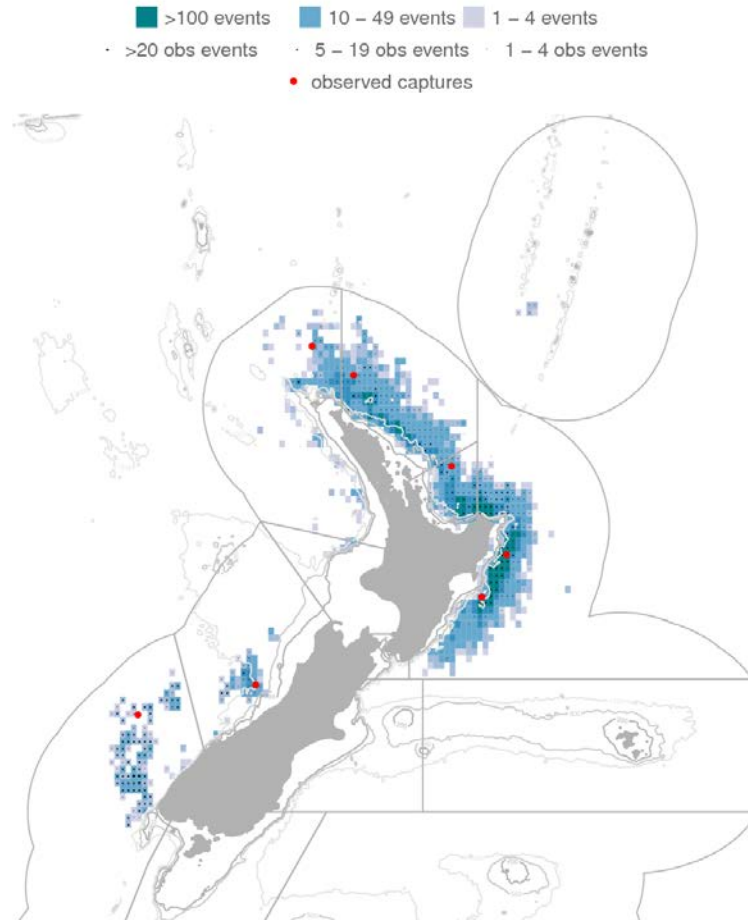 >100 events 10 – 49 events 1 – 4 events
>20 obs events 5 – 19 obs events 1 – 4 obs events
observed captures